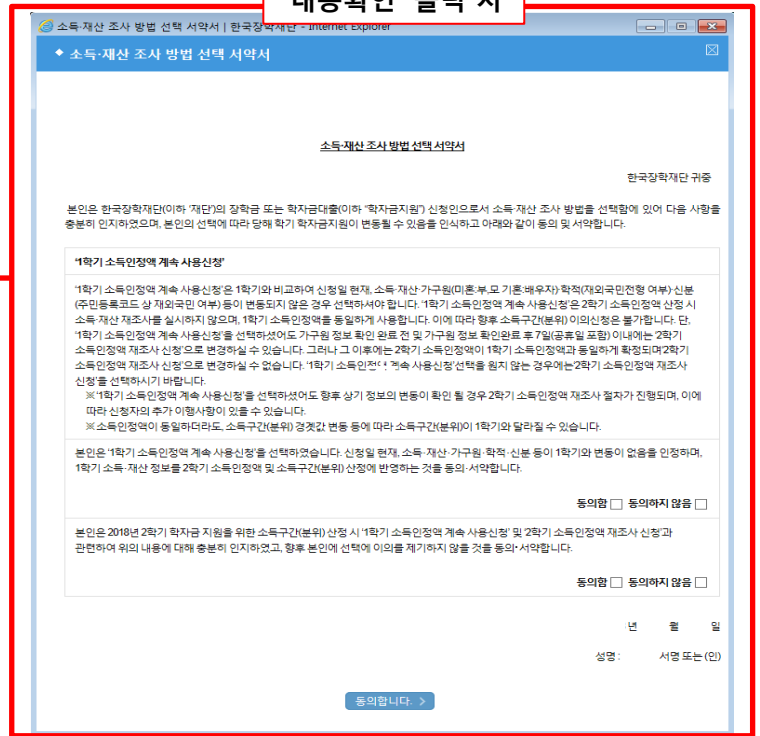 내용확인 클릭 시
소득·재산 조사 방법 선택 서약서 | 한국장학재단 - Internet Explorer
소득·재산 조사 방법 선택 서약서
소득·재산 조사 방법 선택 서약서
한국장학재단 귀중
본인은 한국장학재단(이하 '재단')의 장학금 또는 학자금대출(이하 "학자금지원") 신청인으로서 소득·재산 조사 방법을 선택함에 있어 다음 사항을
충분히 인지하였으며, 본인의 선택에 따라 당해 학기 학자금지원이 변동될 수 있음을 인식하고 아래와 같이 동의 및 서약합니다.
'1학기 소득인정액 계속 사용신청'
'1학기 소득인정액 계속 사용신청'은 1학기와 비교하여 신청일 현재, 소득·재산·가구원(미혼:부,모 기혼:배우자)·학적(재외국민전형 여부)·신분
(주민등록코드 상 재외국민 여부) 등이 변동되지 않은 경우 선택하셔야 합니다. '1학기 소득인정액 계속 사용신청'은 2학기 소득인정액 산정 시
소득·재산 재조사를 실시하지 않으며, 1학기 소득인정액을 동일하게 사용합니다. 이에 따라 향후 소득구간(분위) 이의신청은 불가합니다. 단,
'1학기 소득인정액 계속 사용신청'을 선택하셨어도 가구원 정보 확인 완료 전 및 가구원 정보 확인완료 후 7일(공휴일 포함) 이내에는 '2학기
소득인정액 재조사 신청'으로 변경하실 수 있습니다. 그러나 그 이후에는 2학기 소득인정액이 1학기 소득인정액과 동일하게 확정되며 '2학기
소득인정액 재조사 신청'으로 변경하실 수 없습니다. '1학기 소득인정액 계속 사용신청'선택을 원지 않는 경우에는 '2학기 소득인정액 재조사
신청'을 선택하시기 바랍니다.
※ '1학기 소득인정액 계속 사용신청'을 선택하셨어도 향후 상기 정보의 변동이 확인 될 경우 2학기 소득인정액 재조사 절차가 진행되며, 이에
따라 신청자의 추가 이행사항이 있을 수 있습니다.
※ 소득인정액이 동일하더라도, 소득구간(분위) 경곗값 변동 등에 따라 소득구간(분위)이 1학기와 달라질 수 있습니다.
본인은 '1학기 소득인정액 계속 사용신청'을 선택하였습니다. 신청일 현재, 소득·재산·가구원·학적·신분 등이 1학기와 변동이 없음을 인정하며,
1학기 소득·재산 정보를 2학기 소득인정액 및 소득구간(분위) 산정에 반영하는 것을 동의·서약합니다.
동의함 □ 동의하지 않음 □
본인은 2018년 2학기 학자금 지원을 위한 소득구간(분위) 산정 시 '1학기 소득인정액 계속 사용신청' 및 '2학기 소득인정액 재조사 신청'과
관련하여 위의 내용에 대해 충분히 인지하였고, 향후 본인에 선택에 이의를 제기하지 않을 것을 동의·서약합니다.
동의함 □ 동의하지 않음 □
년 월 일
성명 : 서명 또는 (인)
동의합니다. >